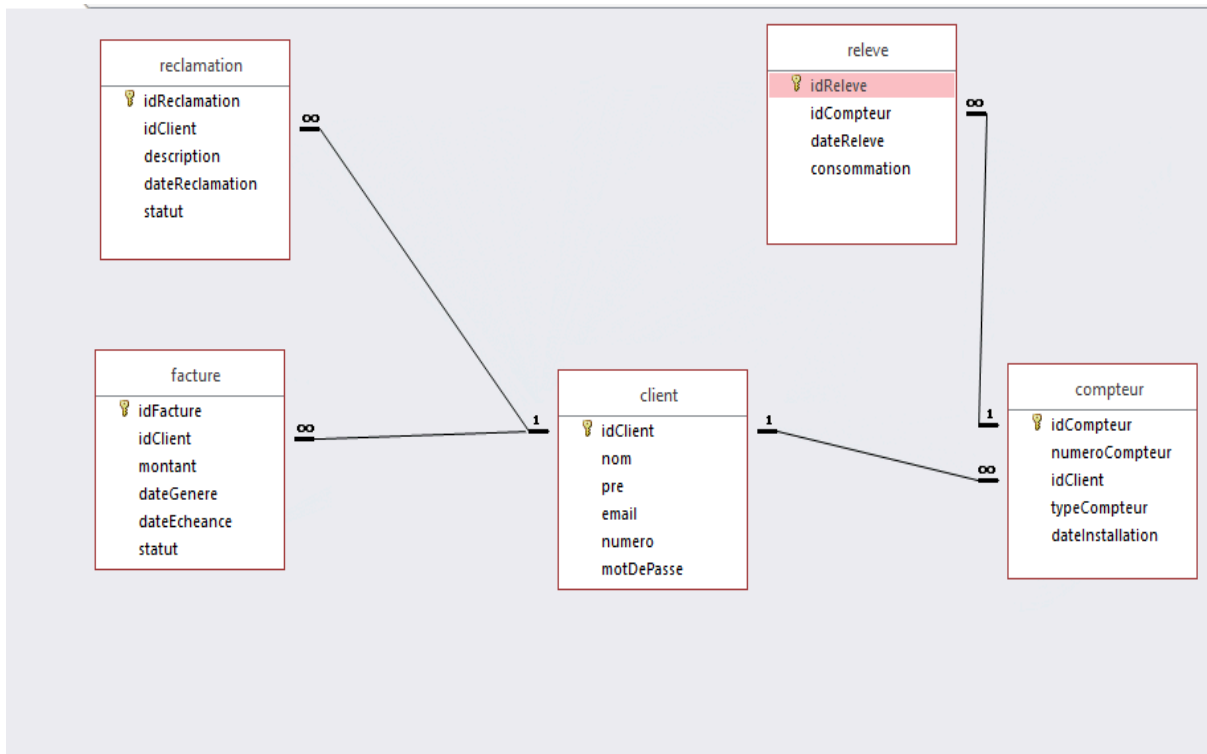 reclamation
idReclamation
idClient
description
dateReclamation
statut
∞
releve
idReleve
idCompteur
dateReleve
consommation
∞
facture
idFacture
idClient
montant
dateGenere
dateEcheance
statut
∞
1
client
idClient
nom
pre
email
numero
motDePasse
1
∞
1
compteur
idCompteur
numeroCompteur
idClient
typeCompteur
dateInstallation